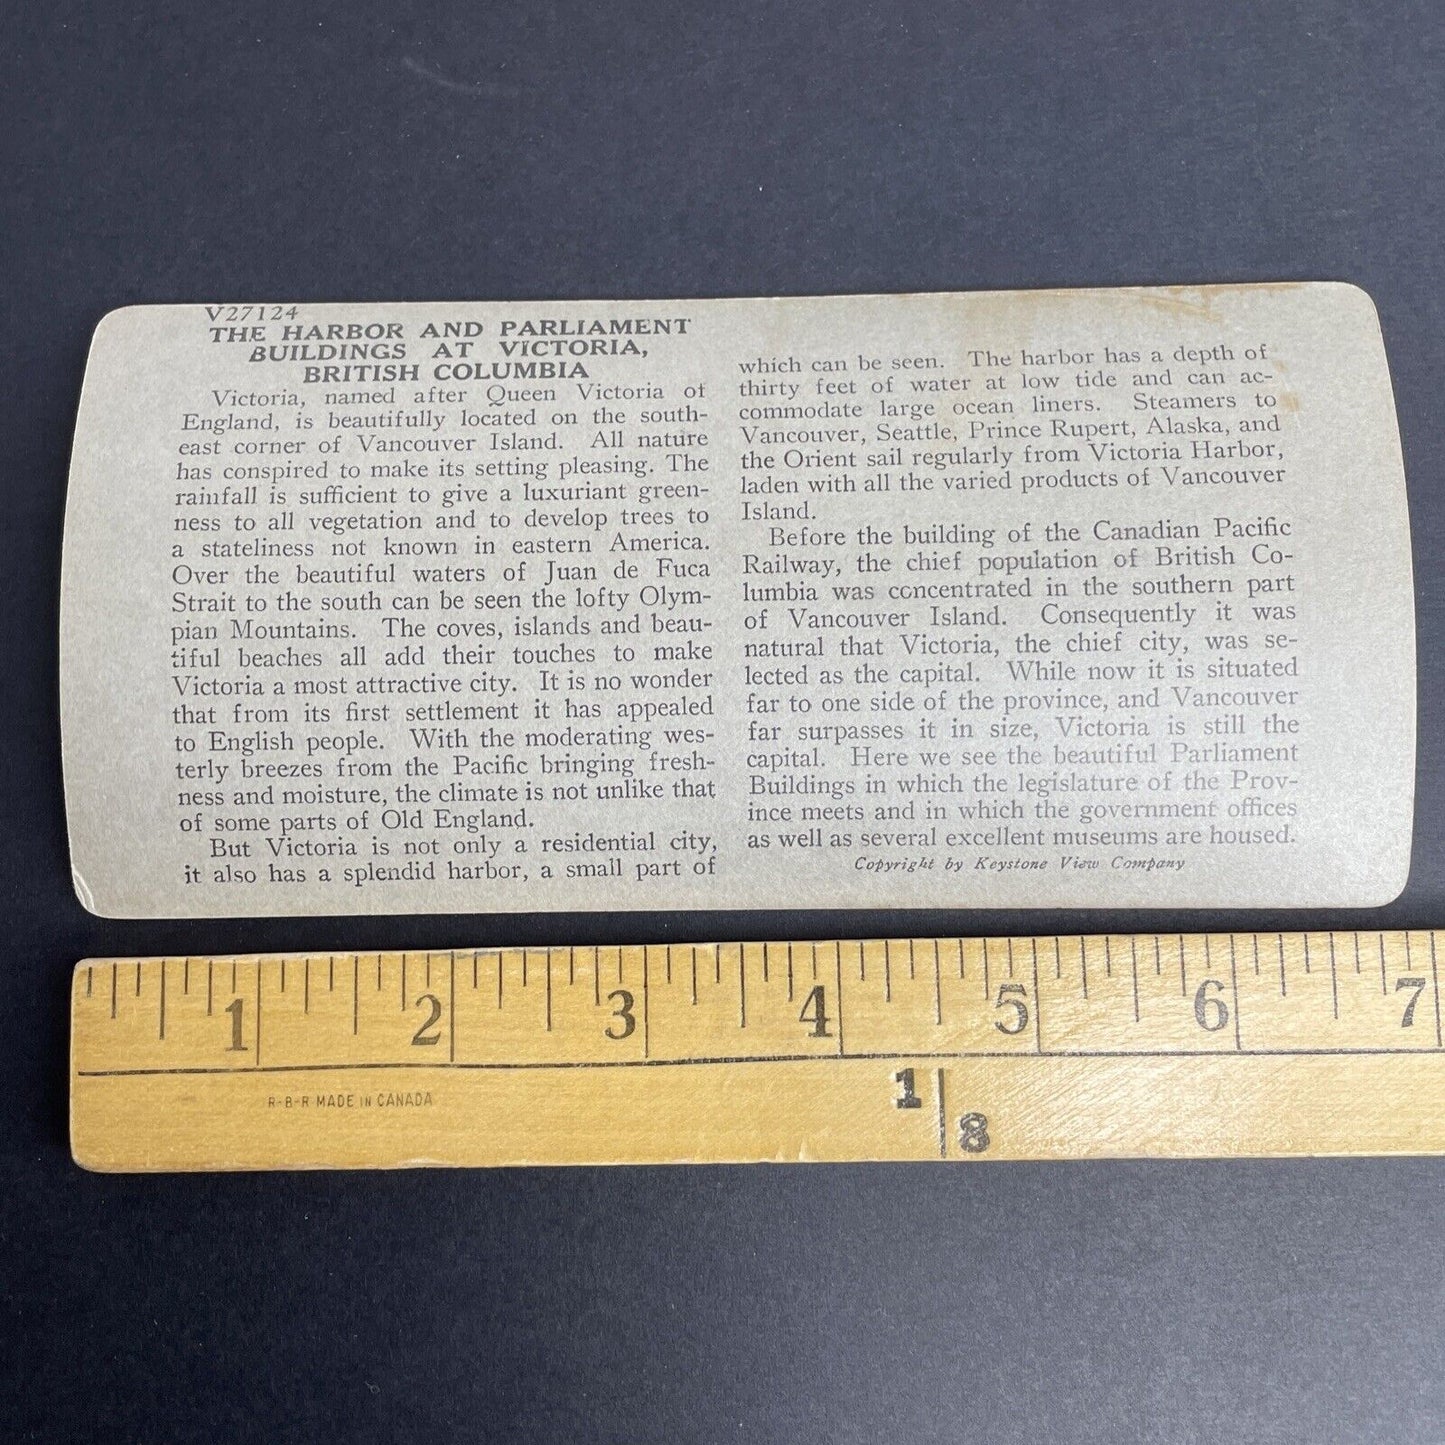 V27124
THE HARBOR AND PARLIAMENT
BUILDINGS AT VICTORIA,
BRITISH COLUMBIA
Victoria, named after Queen Victoria of
England, is beautifully located on the south-
east corner of Vancouver Island. All nature
has conspired to make its setting pleasing. The
rainfall is sufficient to give a luxuriant green-
ness to all vegetation and to develop trees to
a stateliness not known in eastern America.
Over the beautiful waters of Juan de Fuca
Strait to the south can be seen the lofty Olym-
pian Mountains. The coves, islands and beau-
tiful beaches all add their touches to make
Victoria a most attractive city. It is no wonder
that from its first settlement it has appealed
to English people. With the moderating wes-
terly breezes from the Pacific bringing fresh-
ness and moisture, the climate is not unlike that
of some parts of Old England.
But Victoria is not only a residential city,
it also has a splendid harbor, a small part of
which can be seen. The harbor has a depth of
thirty feet of water at low tide and can ac-
commodate large ocean liners. Steamers to
Vancouver, Seattle, Prince Rupert, Alaska, and
the Orient sail regularly from Victoria Harbor,
laden with all the varied products of Vancouver
Island.
Before the building of the Canadian Pacific
Railway, the chief population of British Co-
lumbia was concentrated in the southern part
of Vancouver Island. Consequently it was
natural that Victoria, the chief city, was se-
lected as the capital. While now it is situated
far to one side of the province, and Vancouver
far surpasses it in size, Victoria is still the
capital. Here we see the beautiful Parliament
Buildings in which the legislature of the Prov-
ince meets and in which the government offices
as well as several excellent museums are housed.
Copyright by Keystone View Company
1 2 3 4 5 6 7
R-B-R MADE IN CANADA
1 8